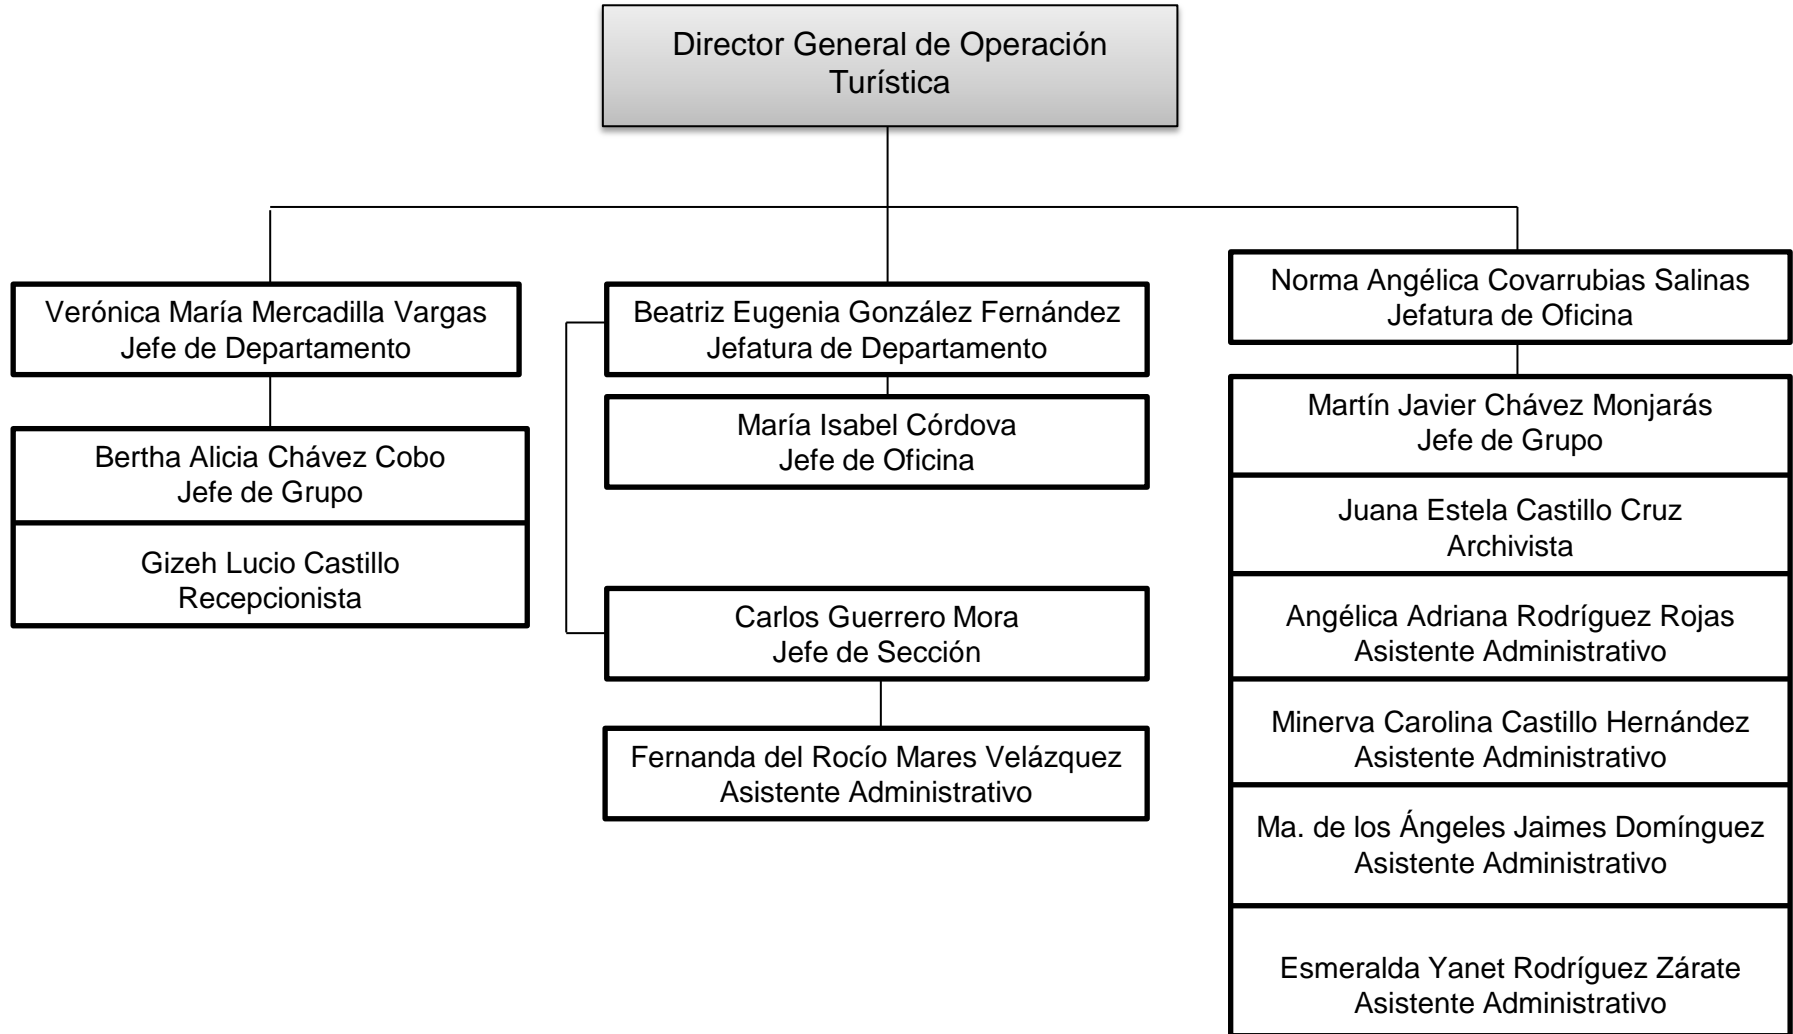 Director General de Operación
Turística
Verónica María Mercadilla Vargas
Jefe de Departamento
Bertha Alicia Chávez Cobo
Jefe de Grupo
Gizeh Lucio Castillo
Recepcionista
Beatriz Eugenia González Fernández
Jefatura de Departamento
María Isabel Córdova
Jefe de Oficina
Carlos Guerrero Mora
Jefe de Sección
Fernanda del Rocío Mares Velázquez
Asistente Administrativo
Norma Angélica Covarrubias Salinas
Jefatura de Oficina
Martín Javier Chávez Monjarás
Jefe de Grupo
Juana Estela Castillo Cruz
Archivista
Angélica Adriana Rodríguez Rojas
Asistente Administrativo
Minerva Carolina Castillo Hernández
Asistente Administrativo
Ma. de los Ángeles Jaimes Domínguez
Asistente Administrativo
Esmeralda Yanet Rodríguez Zárate
Asistente Administrativo